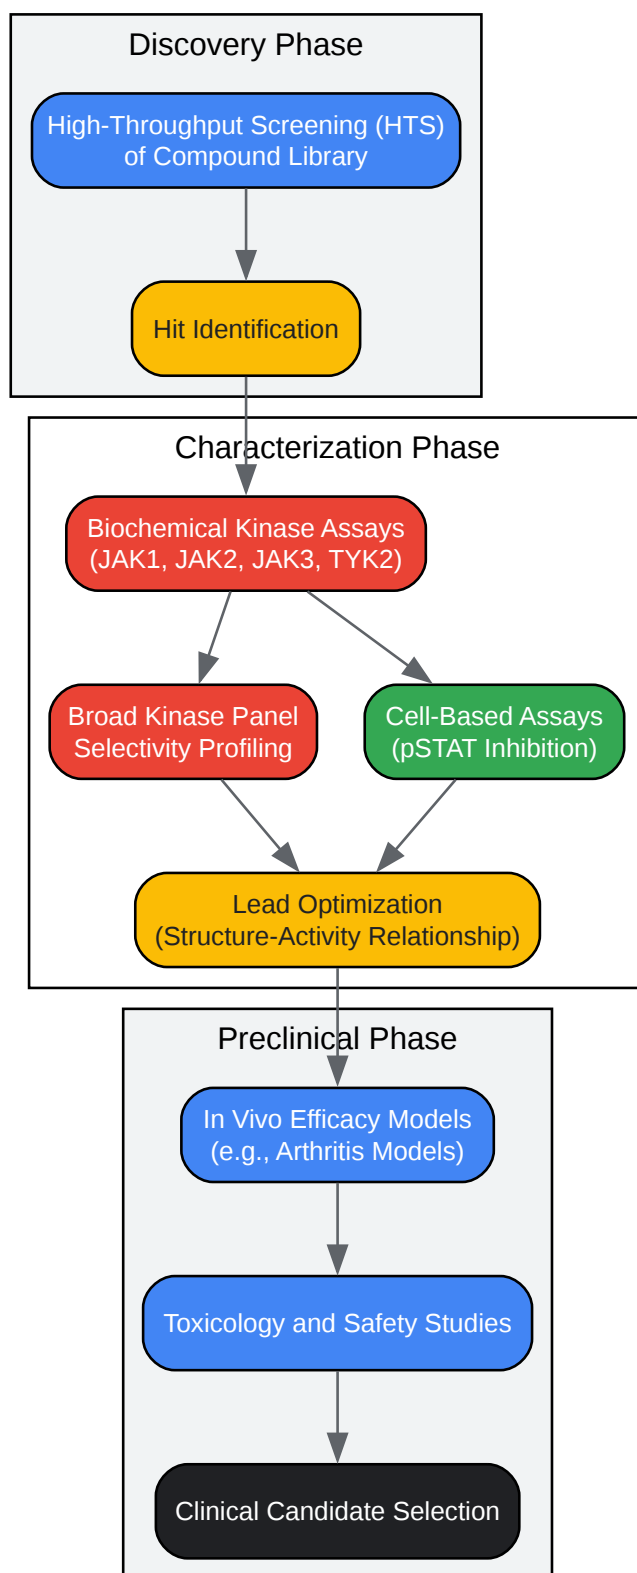 Discovery Phase
High-Throughput Screening (HTS)
of Compound Library
Hit Identification
Characterization Phase
Biochemical Kinase Assays
(JAK1, JAK2, JAK3, TYK2)
Broad Kinase Panel
Selectivity Profiling
Cell-Based Assays
(pSTAT Inhibition)
Lead Optimization
(Structure-Activity Relationship)
Preclinical Phase
In Vivo Efficacy Models
(e.g., Arthritis Models)
Toxicology and Safety Studies
Clinical Candidate Selection